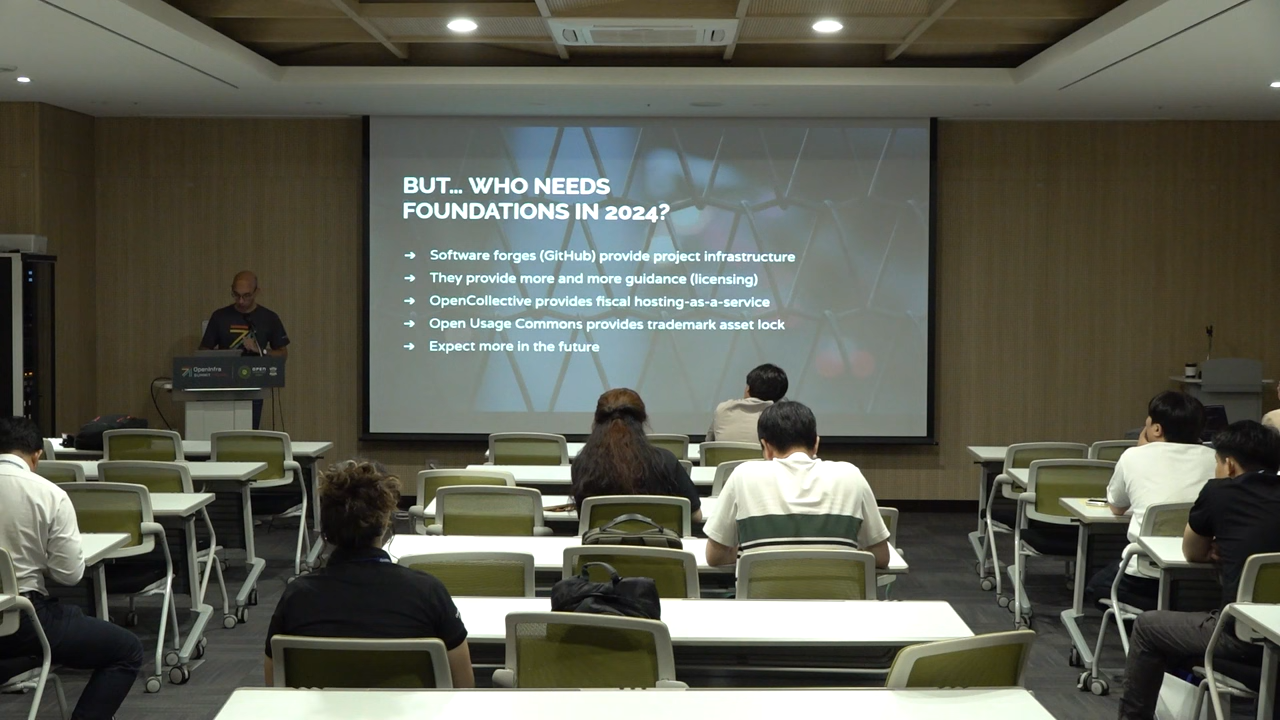 BUT... WHO NEEDS
FOUNDATIONS IN 2024?
➜ Software forges (GitHub) provide project infrastructure
➜ They provide more and more guidance (licensing)
➜ OpenCollective provides fiscal hosting-as-a-service
➜ Open Usage Commons provides trademark asset lock
➜ Expect more in the future
OpenInfra
SUMMIT
OPEN